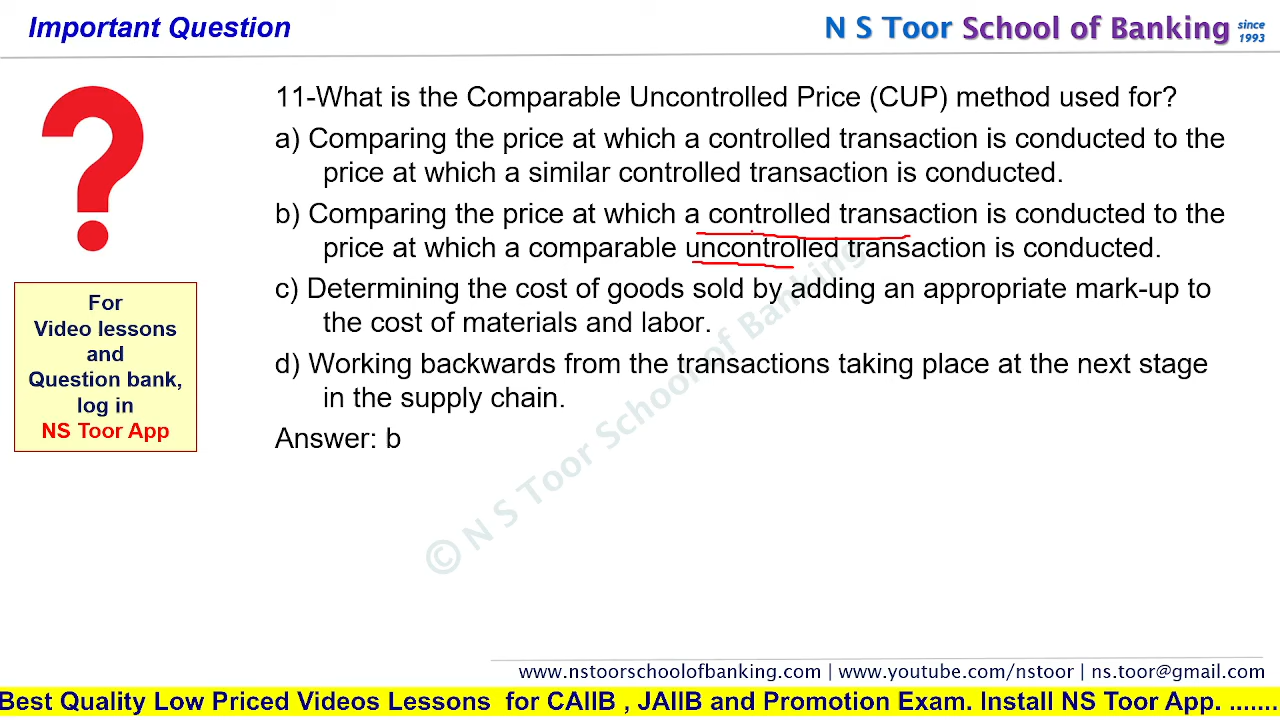 Important Question
N S Toor School of Banking since 1993
11-What is the Comparable Uncontrolled Price (CUP) method used for?
a) Comparing the price at which a controlled transaction is conducted to the
price at which a similar controlled transaction is conducted.
b) Comparing the price at which a controlled transaction is conducted to the
price at which a comparable uncontrolled transaction is conducted.
c) Determining the cost of goods sold by adding an appropriate mark-up to
the cost of materials and labor.
d) Working backwards from the transactions taking place at the next stage
in the supply chain.
Answer: b
For
Video lessons
and
Question bank,
log in
NS Toor App
© N S Toor School of Banking
www.nstoorschoolofbanking.com | www.youtube.com/nstoor | ns.toor@gmail.com
Best Quality Low Priced Videos Lessons for CAIIB , JAIIB and Promotion Exam. Install NS Toor App. .......